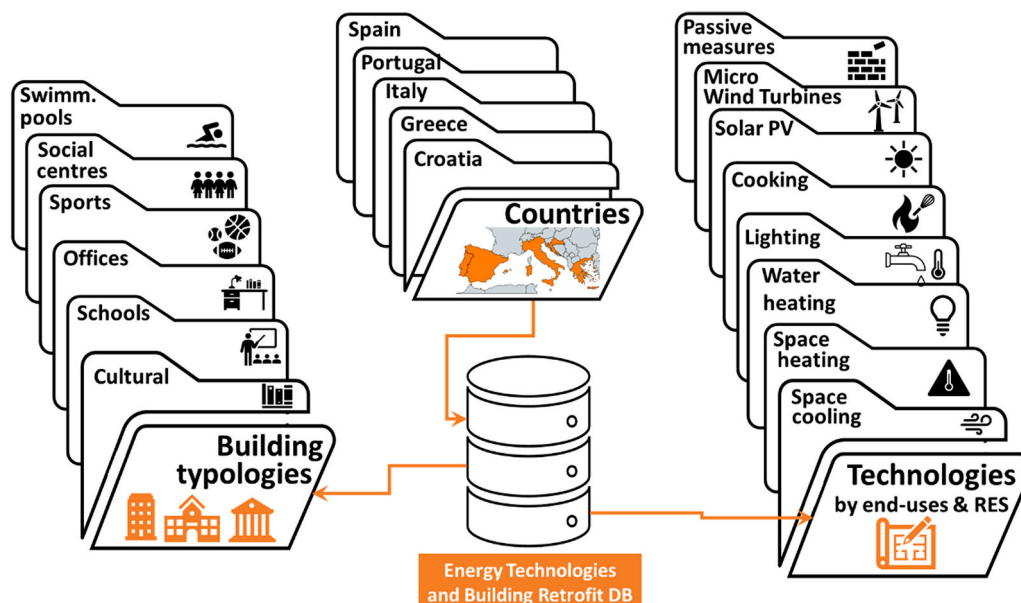 Swimm.
pools
Social
centres
Sports
Offices
Schools
Cultural
Building
typologies
Spain
Portugal
Italy
Greece
Croatia
Countries
Energy Technologies
and Building Retrofit DB
Passive
measures
Micro
Wind Turbines
Solar PV
Cooking
Lighting
Water
heating
Space
heating
Space
cooling
Technologies
by end-uses & RES